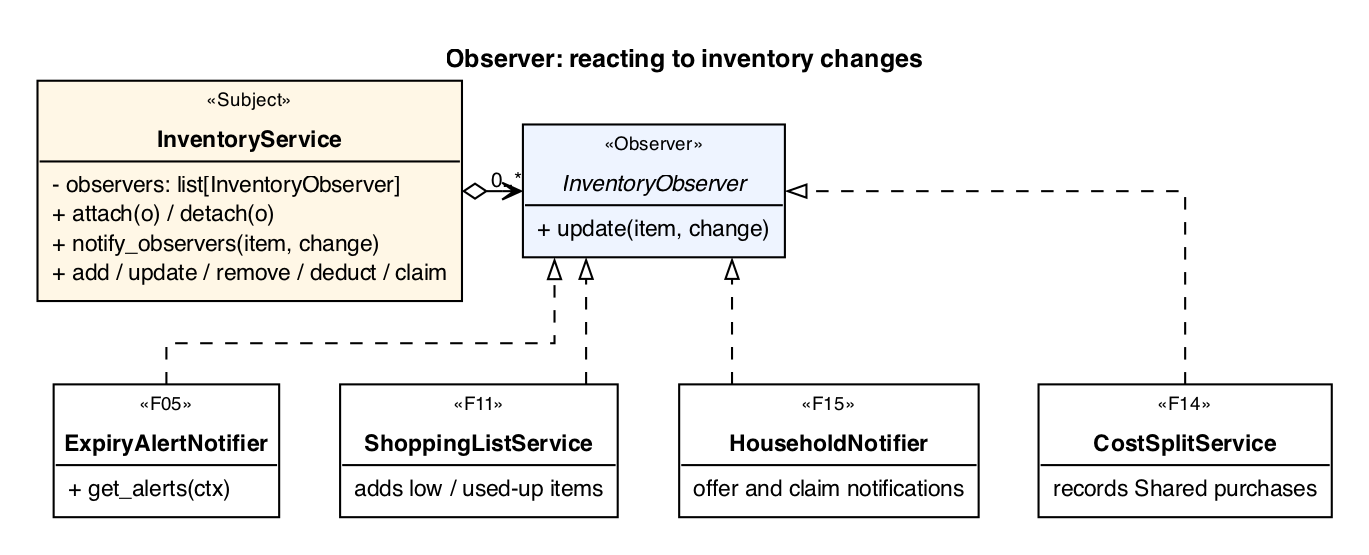 Observer: reacting to inventory changes
«Subject»
InventoryService
- observers: list[InventoryObserver]
+ attach(o) / detach(o)
+ notify_observers(item, change)
+ add / update / remove / deduct / claim
0..*
«Observer»
InventoryObserver
+ update(item, change)
«F05»
ExpiryAlertNotifier
+ get_alerts(ctx)
«F11»
ShoppingListService
adds low / used-up items
«F15»
HouseholdNotifier
offer and claim notifications
«F14»
CostSplitService
records Shared purchases